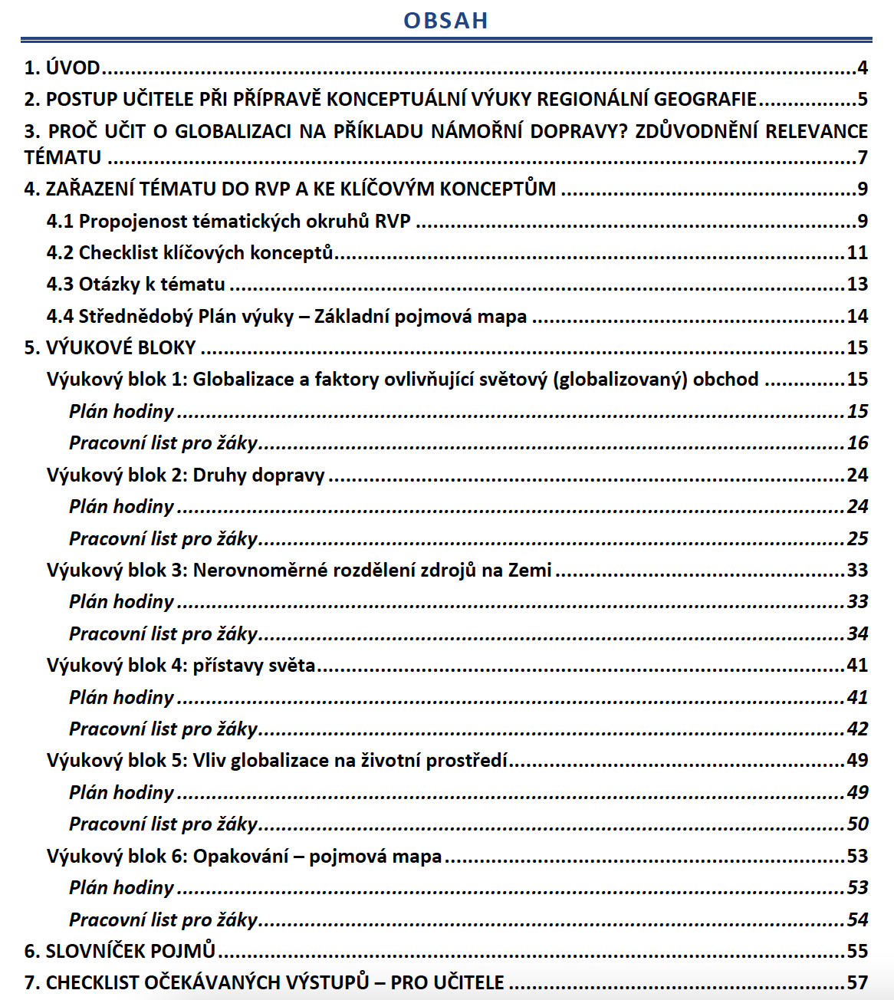 OBSAH
1. ÚVOD........................................................................................................4
2. POSTUP UČITELE PŘI PŘÍPRAVĚ KONCEPTUÁLNÍ VÝUKY REGIONÁLNÍ GEOGRAFIE...............5
3. PROČ UČIT O GLOBALIZACI NA PŘÍKLADU NÁMOŘNÍ DOPRAVY? ZDŮVODNĚNÍ RELEVANCE
TÉMATU ........................................................................................................7
4. ZAŘAZENÍ TÉMATU DO RVP A KE KLÍČOVÝM KONCEPTŮM ...........................................9
4.1 Propojenost tématických okruhů RVP ................................................................9
4.2 Checklist klíčových konceptů..........................................................................11
4.3 Otázky k tématu ............................................................................................13
4.4 Střednědobý Plán výuky – Základní pojmová mapa .............................................14
5. VÝUKOVÉ BLOKY ..........................................................................................15
Výukový blok 1: Globalizace a faktory ovlivňující světový (globalizovaný) obchod ..............15
Plán hodiny........................................................................................................15
Pracovní list pro žáky..........................................................................................16
Výukový blok 2: Druhy dopravy ............................................................................24
Plán hodiny........................................................................................................24
Pracovní list pro žáky..........................................................................................25
Výukový blok 3: Nerovnoměrné rozdělení zdrojů na Zemi ..........................................33
Plán hodiny........................................................................................................33
Pracovní list pro žáky..........................................................................................34
Výukový blok 4: přístavy světa..............................................................................41
Plán hodiny........................................................................................................41
Pracovní list pro žáky..........................................................................................42
Výukový blok 5: Vliv globalizace na životní prostředí..................................................49
Plán hodiny........................................................................................................49
Pracovní list pro žáky..........................................................................................50
Výukový blok 6: Opakování – pojmová mapa............................................................53
Plán hodiny........................................................................................................53
Pracovní list pro žáky..........................................................................................54
6. SLOVNÍČEK POJMŮ........................................................................................55
7. CHECKLIST OČEKÁVANÝCH VÝSTUPŮ – PRO UČITELE .............................................57